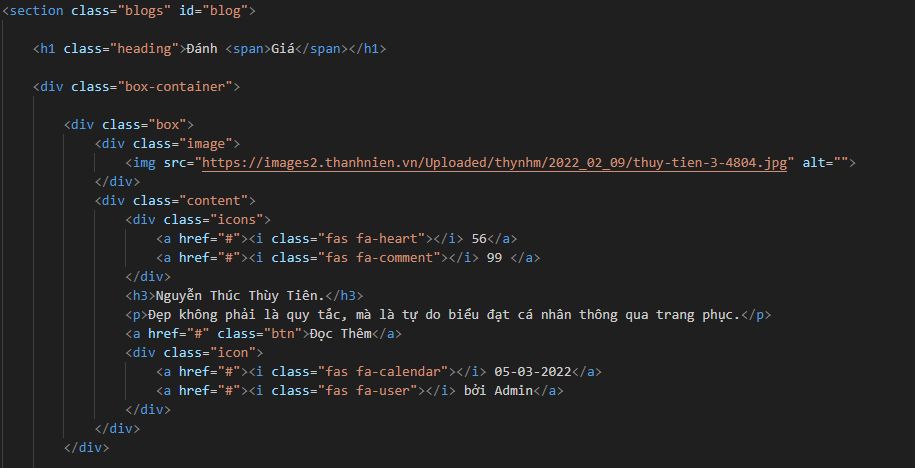 <section class="blogs" id="blog">
<h1 class="heading">Đánh <span>Giá</span></h1>
<div class="box-container">
<div class="box">
<div class="image">
<img src="https://images2.thanhnien.vn/Uploaded/thynhm/2022_02_09/thuy-tien-3-4804.jpg" alt="">
</div>
<div class="content">
<div class="icons">
<a href="#"><i class="fas fa-heart"></i> 56</a>
<a href="#"><i class="fas fa-comment"></i> 99 </a>
</div>
<h3>Nguyễn Thúc Thùy Tiên.</h3>
<p>Đẹp không phải là quy tắc, mà là tự do biểu đạt cá nhân thông qua trang phục.</p>
<a href="#" class="btn">Đọc Thêm</a>
<div class="icon">
<a href="#"><i class="fas fa-calendar"></i> 05-03-2022</a>
<a href="#"><i class="fas fa-user"></i> bởi Admin</a>
</div>
</div>
</div>